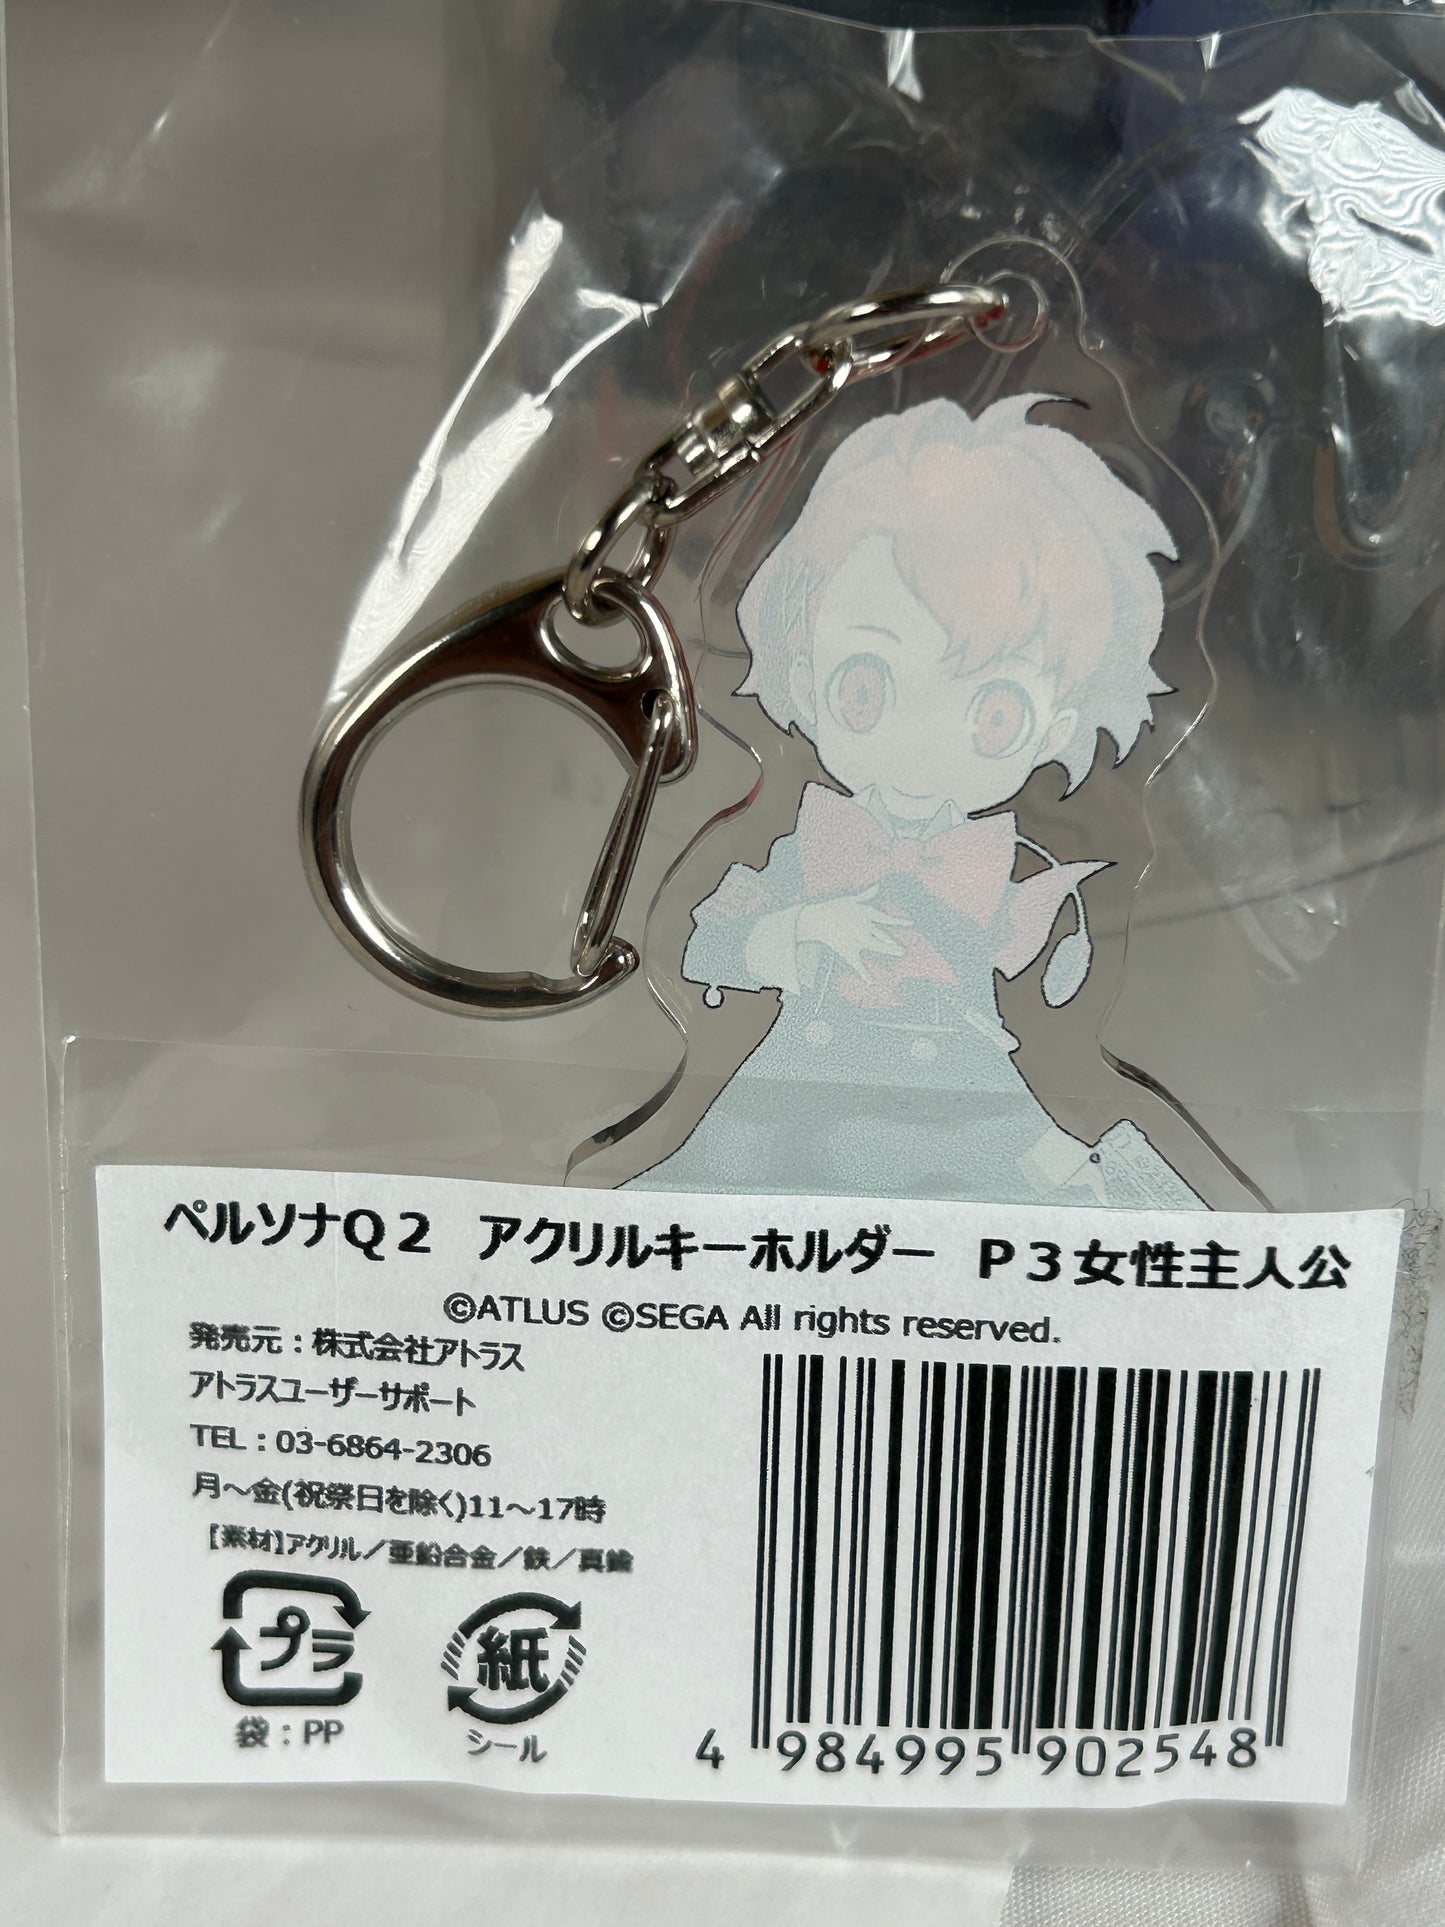 ペルソナQ2 アクリルキーホルダー P3女性主人公
©ATLUS ©SEGA All rights reserved.
発売元：株式会社アトラス
アトラスユーザーサポート
TEL：03-6864-2306
月～金(祝祭日を除く)11～17時
【素材】アクリル／亜鉛合金／鉄／真鍮
プラ
袋：PP
紙
シール
4 984995 902548